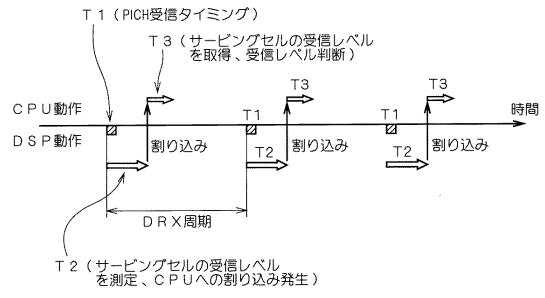 Ｔ１（PICH受信タイミング）
Ｔ３（サービングセルの受信レベル
を取得、受信レベル判断）
Ｔ３
Ｔ３
ＣＰＵ動作
Ｔ１
Ｔ１
時間
ＤＳＰ動作
割り込み
Ｔ２
割り込み
Ｔ２
割り込み
ＤＲＸ周期
Ｔ２（サービングセルの受信レベル
を測定、ＣＰＵへの割り込み発生）